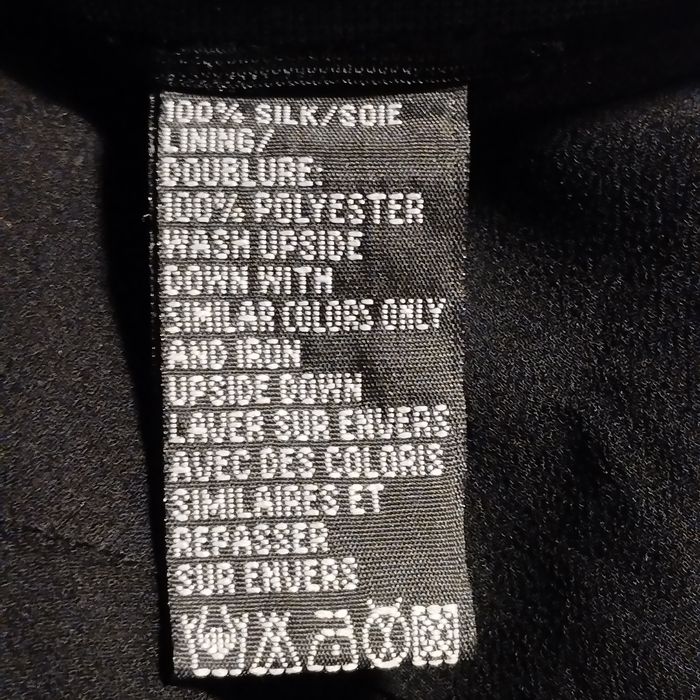 100% SILK/SOIE
LINING/
DOUBLURE:
100% POLYESTER
WASH UPSIDE
DOWN WITH
SIMILAR COLORS ONLY
AND IRON
UPSIDE DOWN
LAVEG SUR ENVERS
AVEC DES COLORIS
SIMILAIRES ET
REPASSER
SUR ENVERS